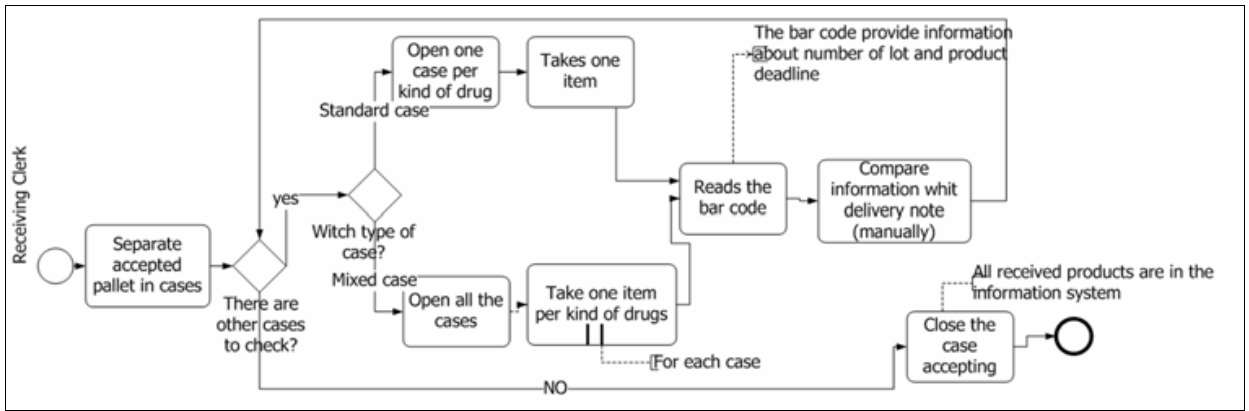 Receiving Clerk
Separate
accepted
pallet in cases
There are
other cases
to check?
yes
NO
Witch type of
case?
Standard case
Mixed case
Open one
case per
kind of drug
Takes one
item
Open all the
cases
Take one item
per kind of drugs
For each case
Reads the
bar code
The bar code provide information
about number of lot and product
deadline
Compare
information whit
delivery note
(manually)
All received products are in the
information system
Close the
case
accepting